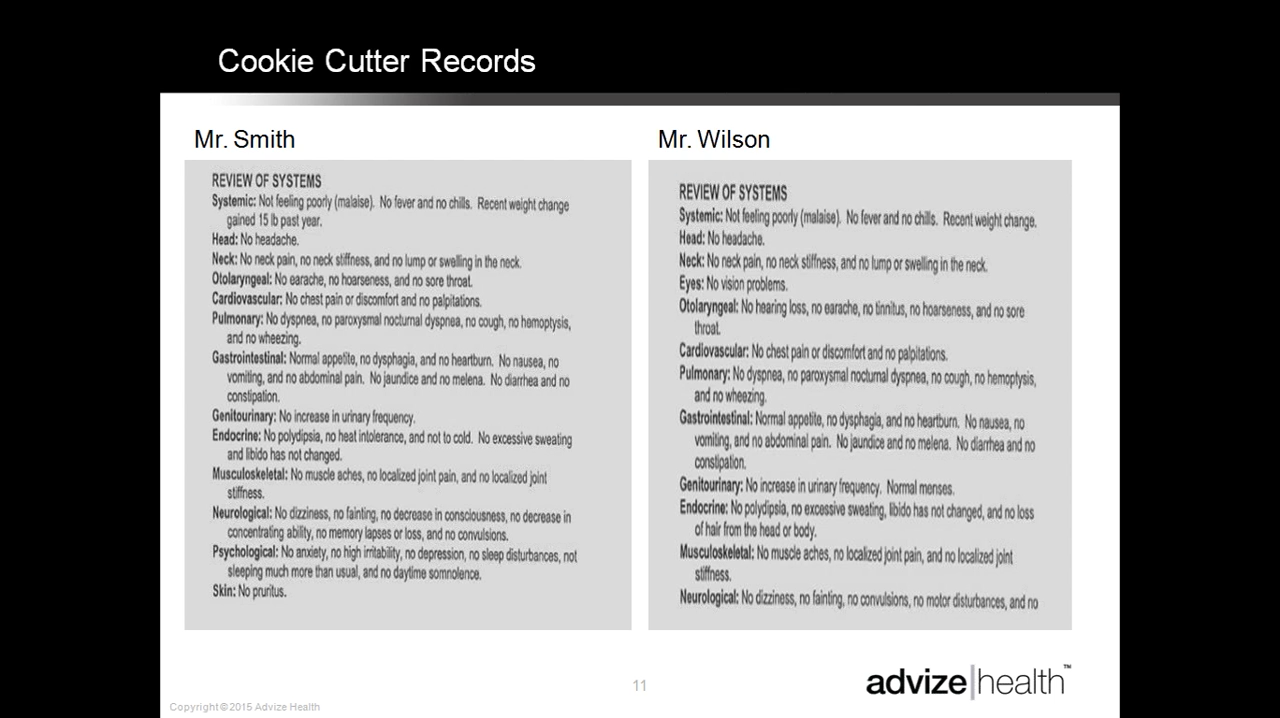 Cookie Cutter Records
Mr. Smith
REVIEW OF SYSTEMS
Systemic: Not feeling poorly (malaise). No fever and no chills. Recent weight change
gained 15 lb past year.
Head: No headache.
Neck: No neck pain, no neck stiffness, and no lump or swelling in the neck.
Otolaryngeal: No earache, no hoarseness, and no sore throat.
Cardiovascular: No chest pain or discomfort and no palpitations.
Pulmonary: No dyspnea, no paroxysmal nocturnal dyspnea, no cough, no hemoptysis,
and no wheezing.
Gastrointestinal: Normal appetite, no dysphagia, and no heartburn. No nausea, no
vomiting, and no abdominal pain. No jaundice and no melena. No diarrhea and no
constipation.
Genitourinary: No increase in urinary frequency.
Endocrine: No polydipsia, no heat intolerance, and not to cold. No excessive sweating
and libido has not changed.
Musculoskeletal: No muscle aches, no localized joint pain, and no localized joint
stiffness.
Neurological: No dizziness, no fainting, no decrease in consciousness, no decrease in
concentrating ability, no memory lapses or loss, and no convulsions.
Psychological: No anxiety, no high irritability, no depression, no sleep disturbances, not
sleeping much more than usual, and no daytime somnolence.
Skin: No pruritus.
Mr. Wilson
REVIEW OF SYSTEMS
Systemic: Not feeling poorly (malaise). No fever and no chills. Recent weight change.
Head: No headache.
Neck: No neck pain, no neck stiffness, and no lump or swelling in the neck.
Eyes: No vision problems.
Otolaryngeal: No hearing loss, no earache, no tinnitus, no hoarseness, and no sore
throat.
Cardiovascular: No chest pain or discomfort and no palpitations.
Pulmonary: No dyspnea, no paroxysmal nocturnal dyspnea, no cough, no hemoptysis,
and no wheezing.
Gastrointestinal: Normal appetite, no dysphagia, and no heartburn. No nausea, no
vomiting, and no abdominal pain. No jaundice and no melena. No diarrhea and no
constipation.
Genitourinary: No increase in urinary frequency. Normal menses.
Endocrine: No polydipsia, no excessive sweating, libido has not changed, and no loss
of hair from the head or body.
Musculoskeletal: No muscle aches, no localized joint pain, and no localized joint
stiffness.
Neurological: No dizziness, no fainting, no convulsions, no motor disturbances, and no
11
advize|health™
Copyright©2015 Advize Health